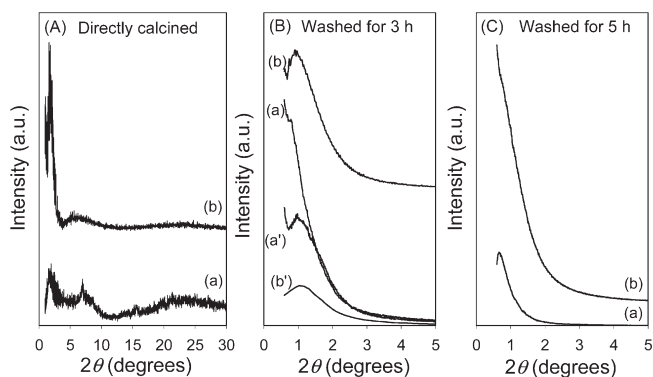 (A) Directly calcined
Intensity (a.u.)
(b)
(a)
0 5 10 15 20 25 30
2θ (degrees)
(B) Washed for 3 h
Intensity (a.u.)
(b)
(a)
(a')
(b')
0 1 2 3 4 5
2θ (degrees)
(C) Washed for 5 h
Intensity (a.u.)
(b)
(a)
0 1 2 3 4 5
2θ (degrees)